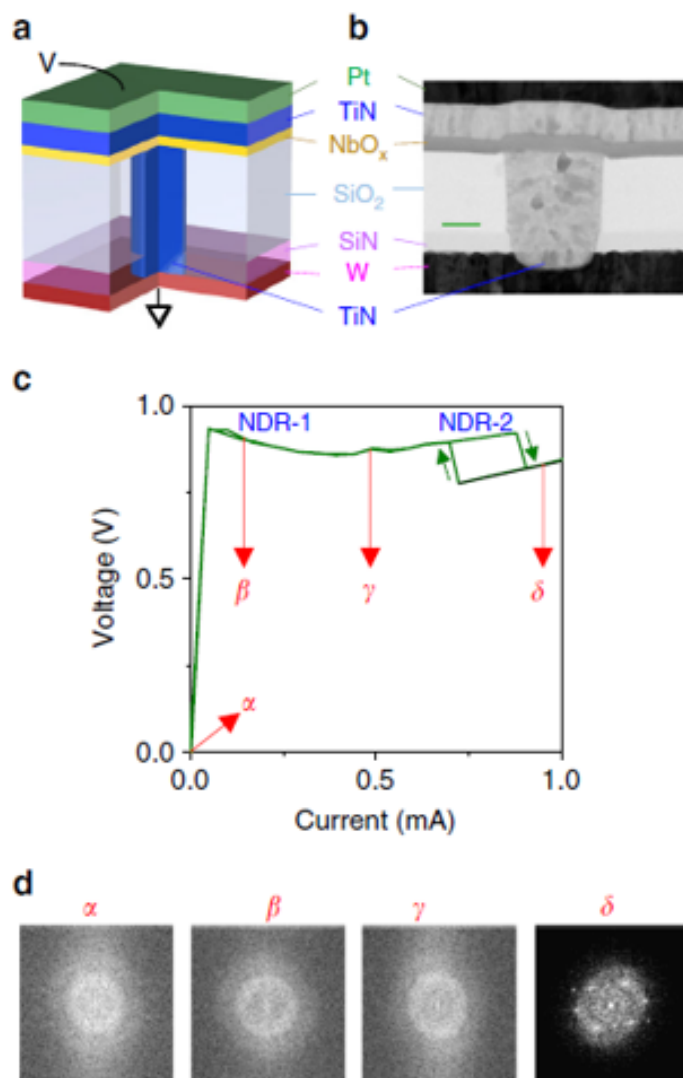 a
b
V
Pt
TiN
NbOₓ
SiO₂
SiN
W
TiN
c
1.0
NDR-1 NDR-2
Voltage (V)
0.5
β γ δ
α
0.0
0.0 0.5 1.0
Current (mA)
d
α β γ δ